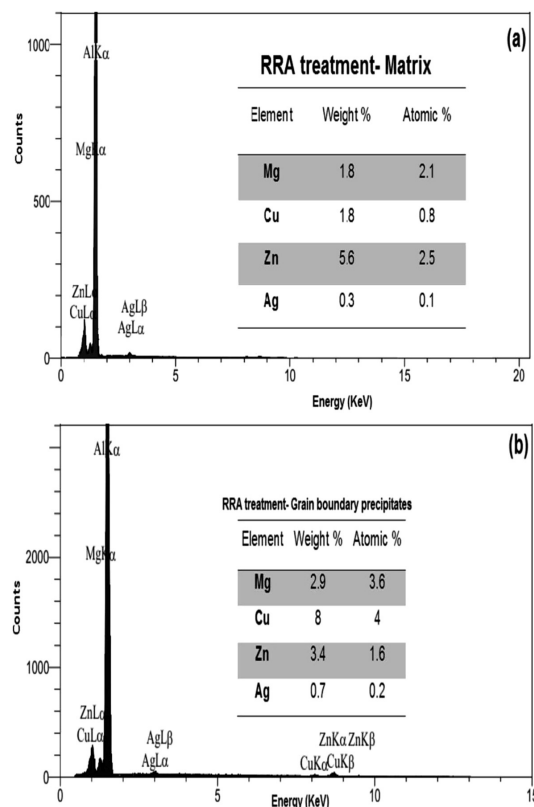 (a)
1000
500
0
Counts
AlKα
MgKα
ZnLα
CuLα
AgLβ
AgLα
RRA treatment- Matrix
Element Weight % Atomic %
Mg 1.8 2.1
Cu 1.8 0.8
Zn 5.6 2.5
Ag 0.3 0.1
0 5 10 15 20
Energy (KeV)
(b)
2000
1000
0
Counts
AlKα
MgKα
ZnLα
CuLα
AgLβ
AgLα
RRA treatment- Grain boundary precipitates
Element Weight % Atomic %
Mg 2.9 3.6
Cu 8 4
Zn 3.4 1.6
Ag 0.7 0.2
ZnKα ZnKβ
CuKα CuKβ
0 5 10 15
Energy (KeV)